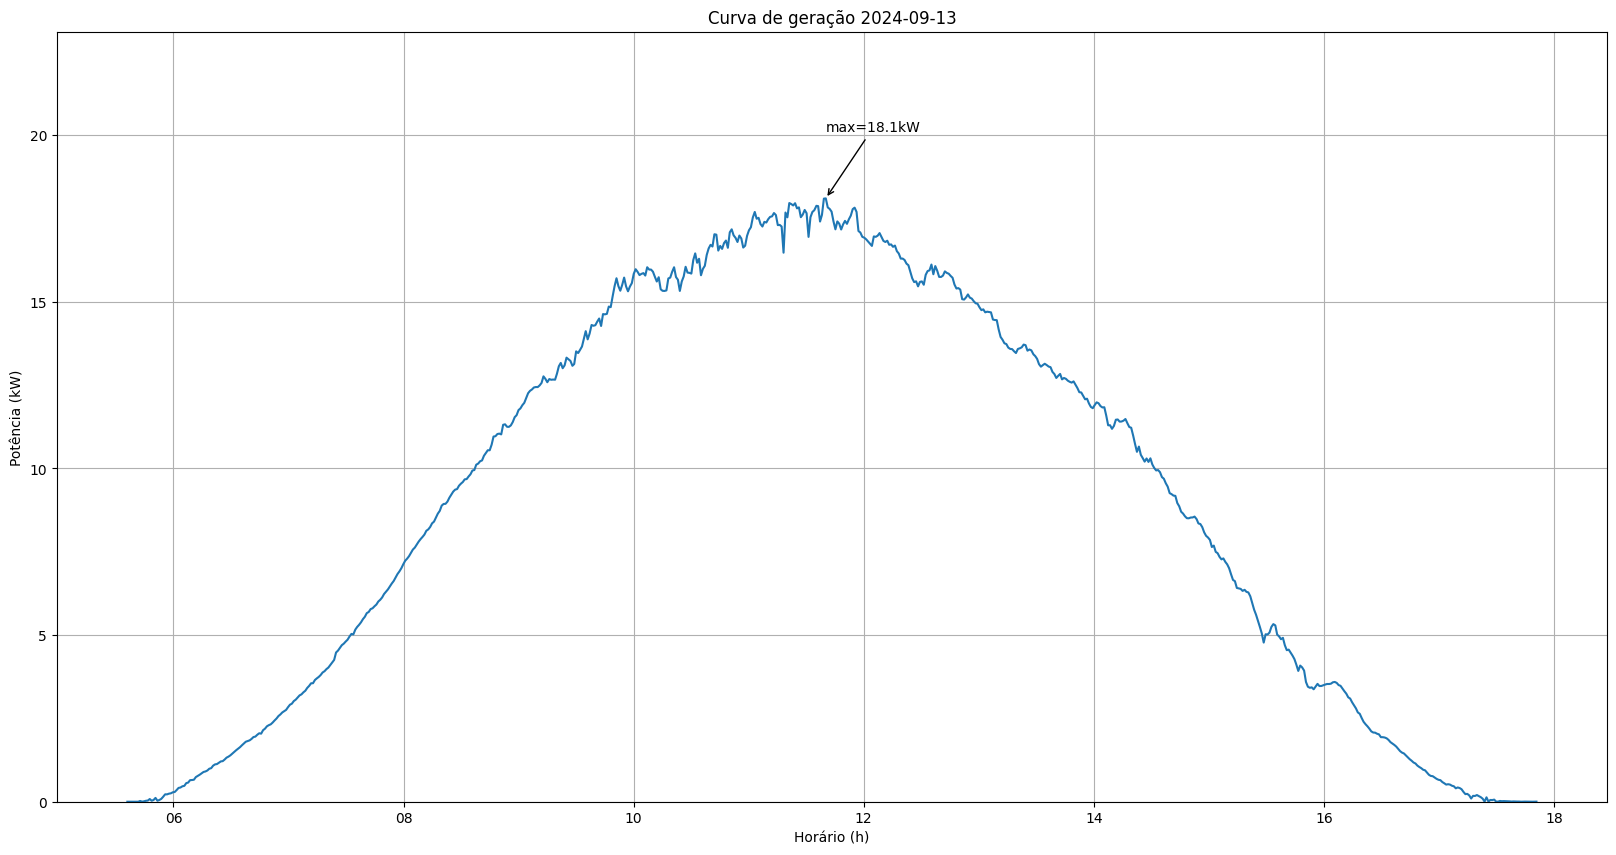 Curva de geração 2024-09-13
max=18.1kW
Potência (kW)
20
15
10
5
0
06 08 10 12 14 16 18
Horário (h)